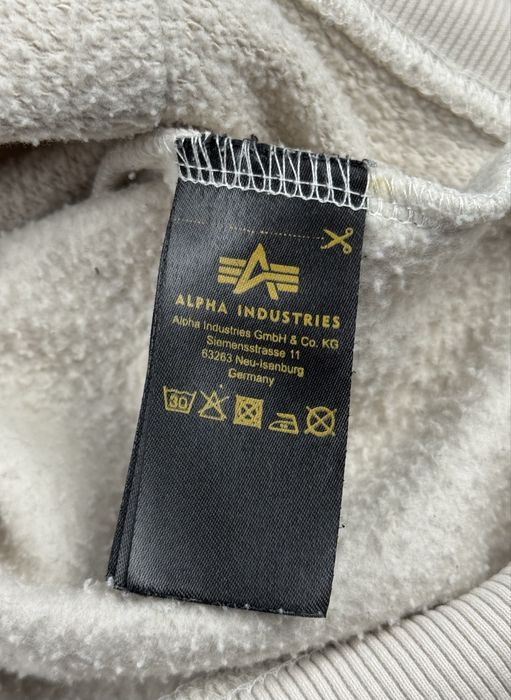 ALPHA INDUSTRIES
Alpha Industries GmbH & Co. KG
Siemensstrasse 11
63263 Neu-Isenburg
Germany
30